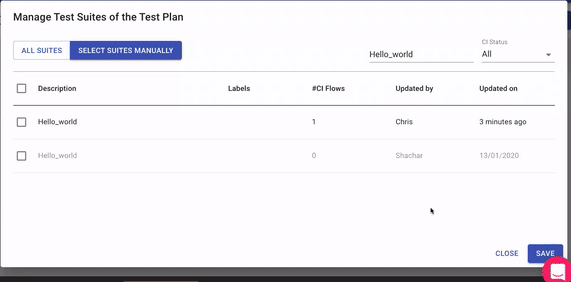 Manage Test Suites of the Test Plan
ALL SUITES SELECT SUITES MANUALLY
Hello_world
CI Status
All
Description Labels #CI Flows Updated by Updated on
Hello_world 1 Chris 3 minutes ago
Hello_world 0 Shachar 13/01/2020
CLOSE SAVE